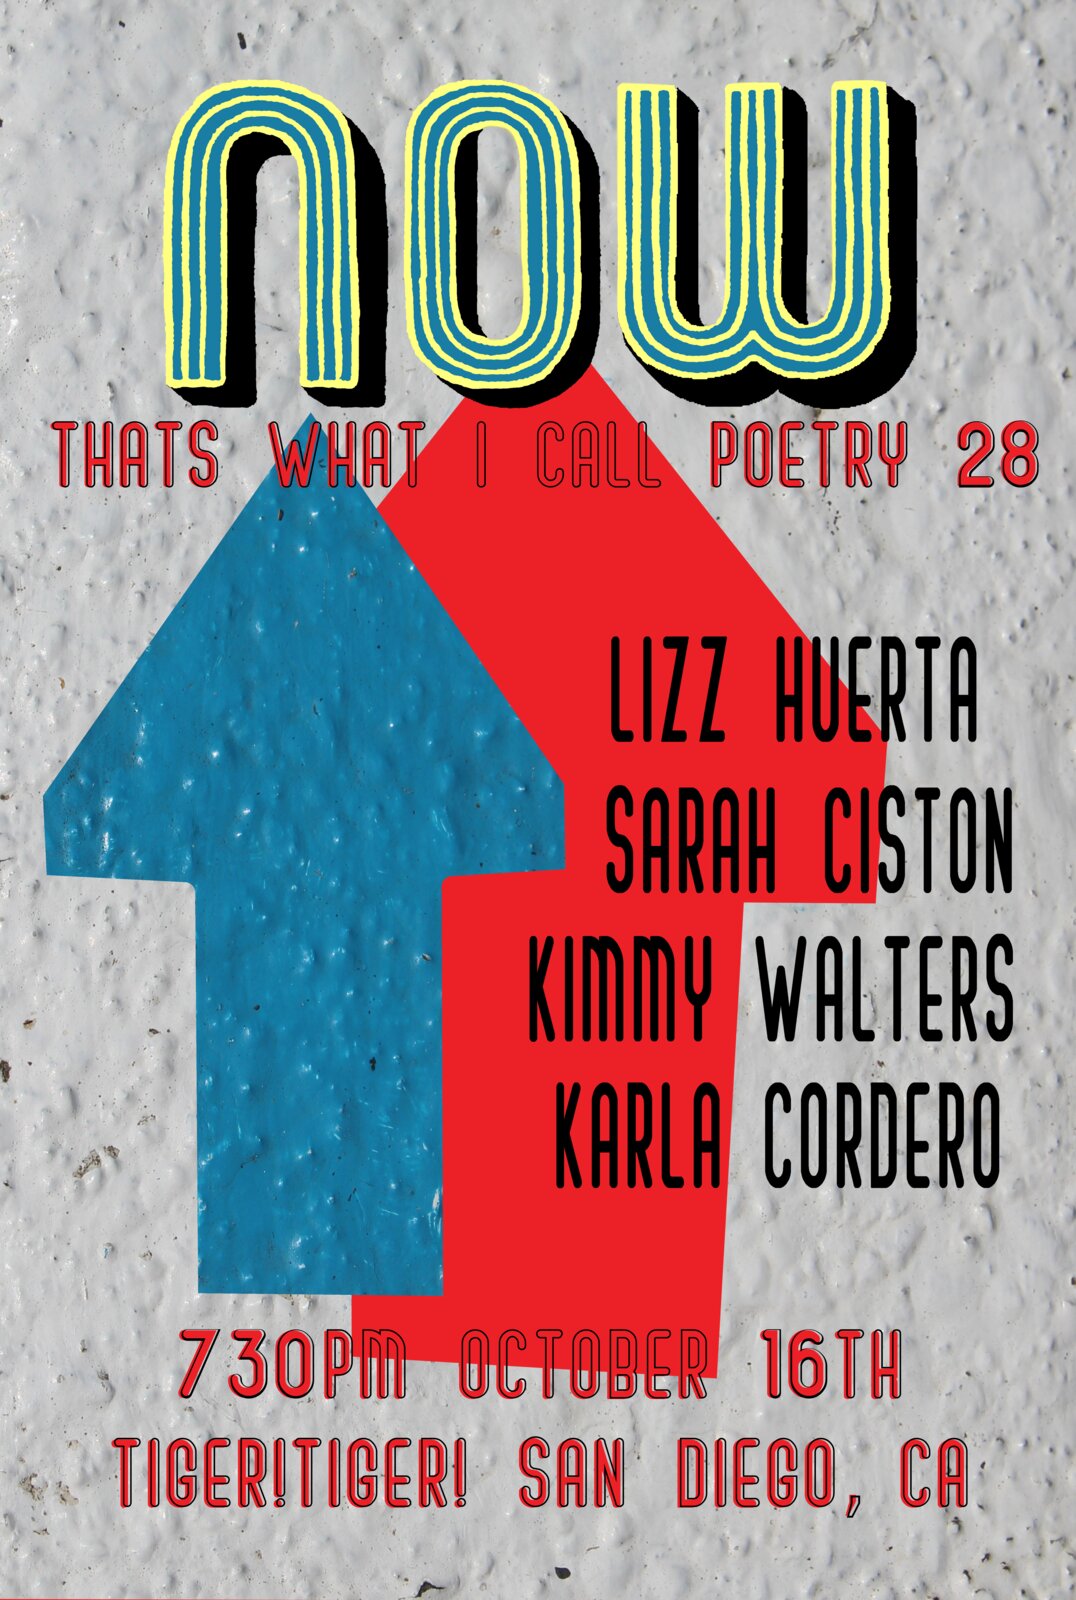 NOW
THATS WHAT I CALL POETRY 28
LIZZ HUERTA
SARAH CISTON
KIMMY WALTERS
KARLA CORDERO
730PM OCTOBER 16TH
TIGER!TIGER! SAN DIEGO, CA